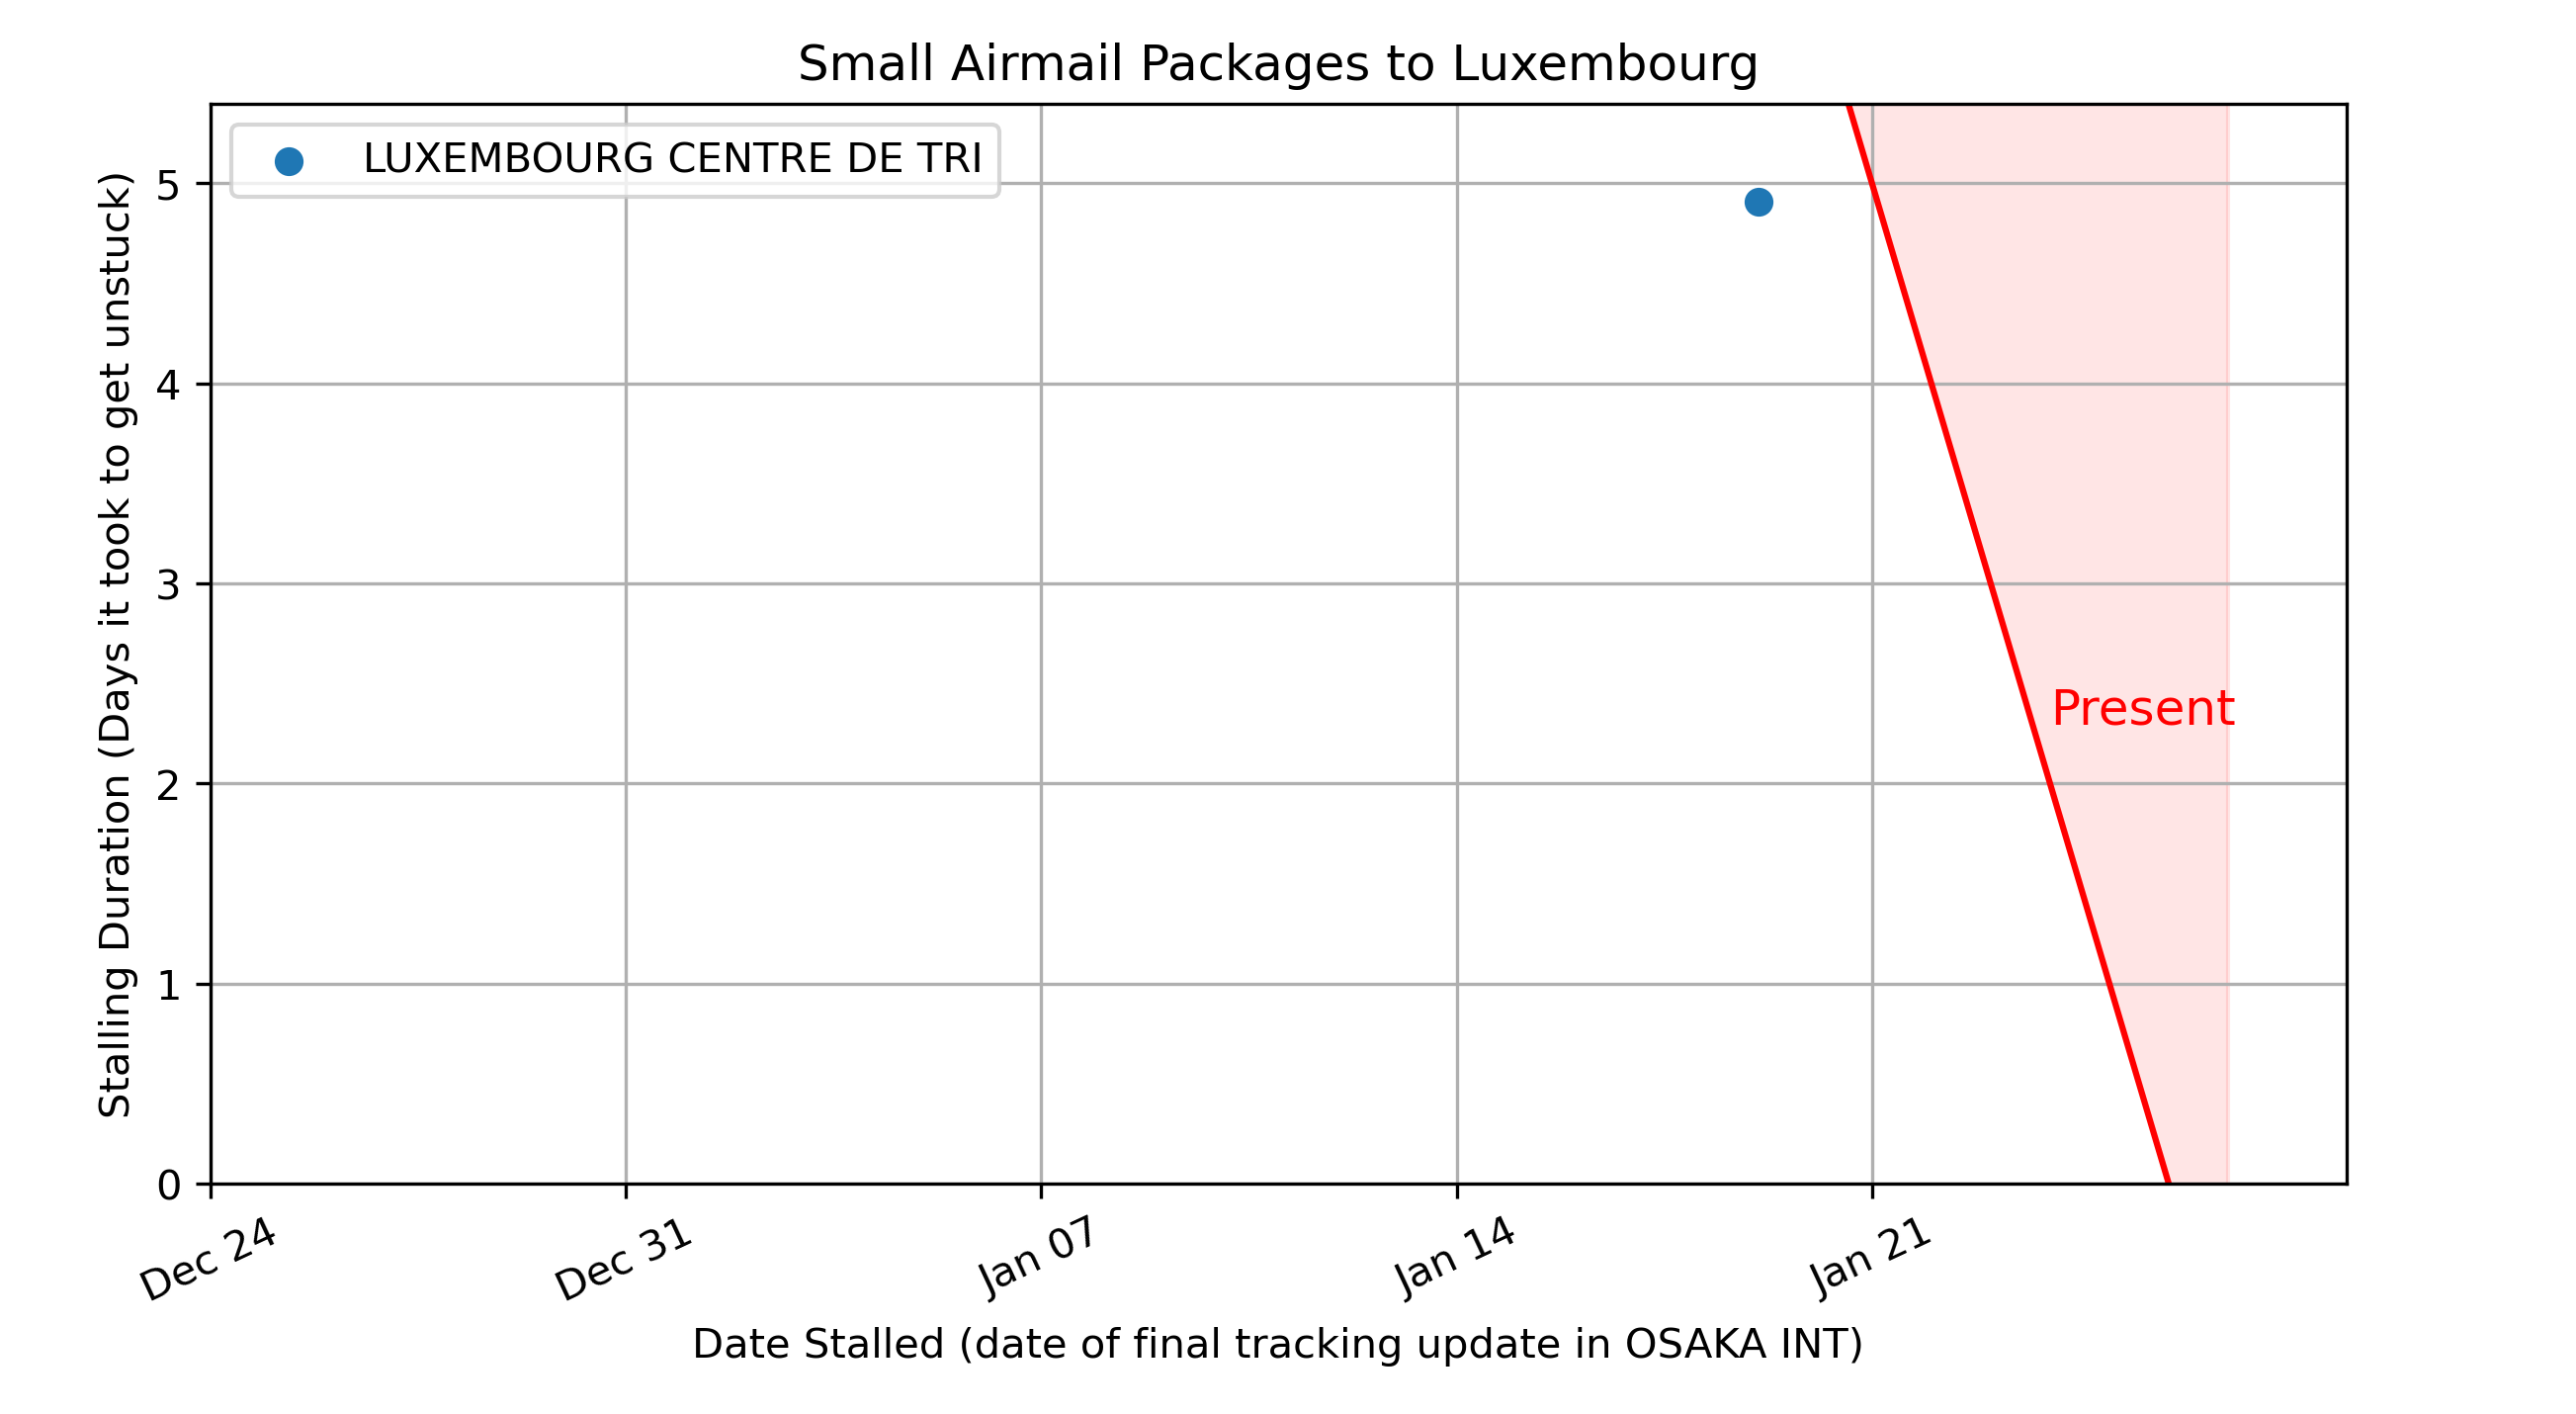 Small Airmail Packages to Luxembourg
LUXEMBOURG CENTRE DE TRI
Stalling Duration (Days it took to get unstuck)
5
4
3
2
1
0
Present
Dec 24
Dec 31
Jan 07
Jan 14
Jan 21
Date Stalled (date of final tracking update in OSAKA INT)